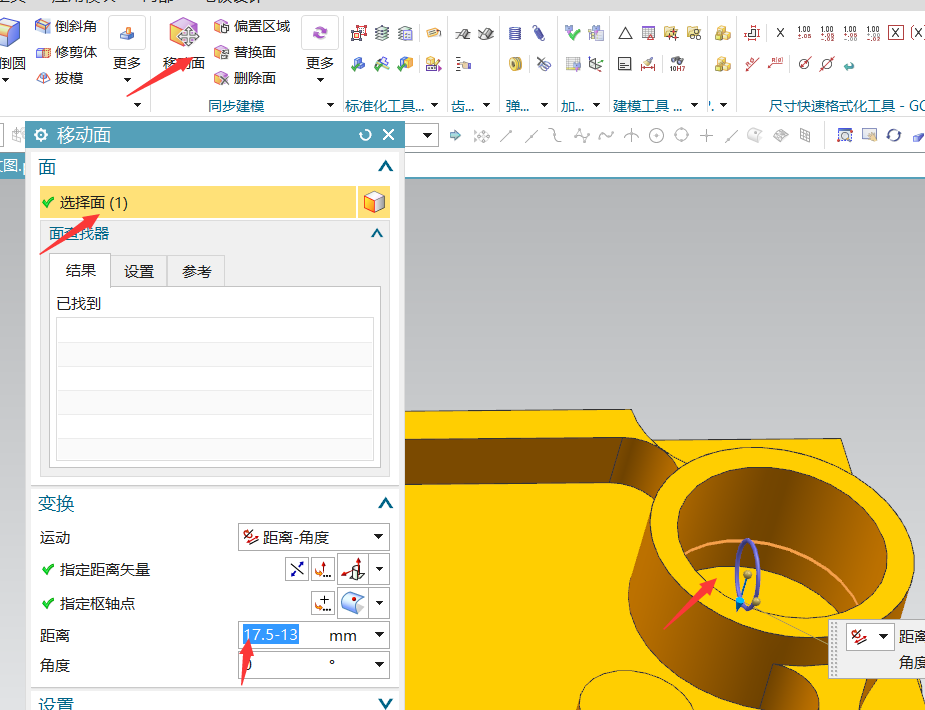 倒斜角
偏置区域
修剪体
替换面
倒圆
更多
移动面
更多
拔模
删除面
同步建模
标准化工具...
齿...
弹...
加...
建模工具 ...
尺寸快速格式化工具 - GC
移动面
图.p
面
选择面 (1)
面查找器
结果
设置
参考
已找到
变换
运动
距离-角度
指定距离矢量
指定枢轴点
距离
17.5-13
mm
距离
角度
0
°
角度
设置